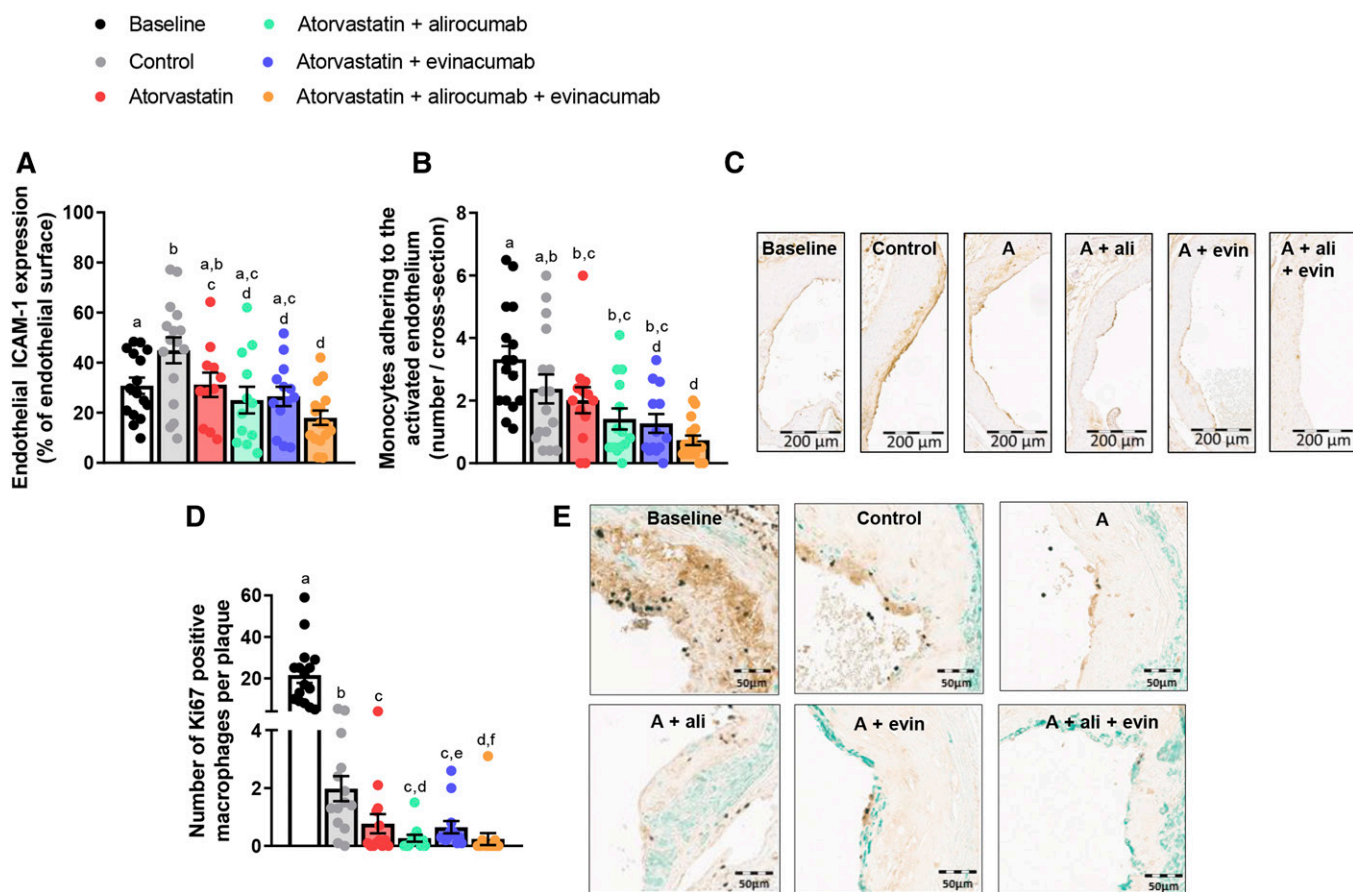 Baseline
Atorvastatin + alirocumab
Control
Atorvastatin + evinacumab
Atorvastatin
Atorvastatin + alirocumab + evinacumab
A
Endothelial ICAM-1 expression
(% of endothelial surface)
100
80
60
40
20
0
a
b
a,b
c
a,c
d
a,c
d
d
B
Monocytes adhering to the
activated endothelium
(number / cross-section)
8
6
4
2
0
a
a,b
b,c
b,c
b,c
d
d
C
Baseline
200 µm
Control
200 µm
A
200 µm
A + ali
200 µm
A + evin
200 µm
A + ali
+ evin
200 µm
D
Number of Ki67 positive
macrophages per plaque
60
40
20
4
2
0
a
b
c
c,d
c,e
d,f
E
Baseline
50µm
Control
50µm
A
50µm
A + ali
50µm
A + evin
50µm
A + ali + evin
50µm